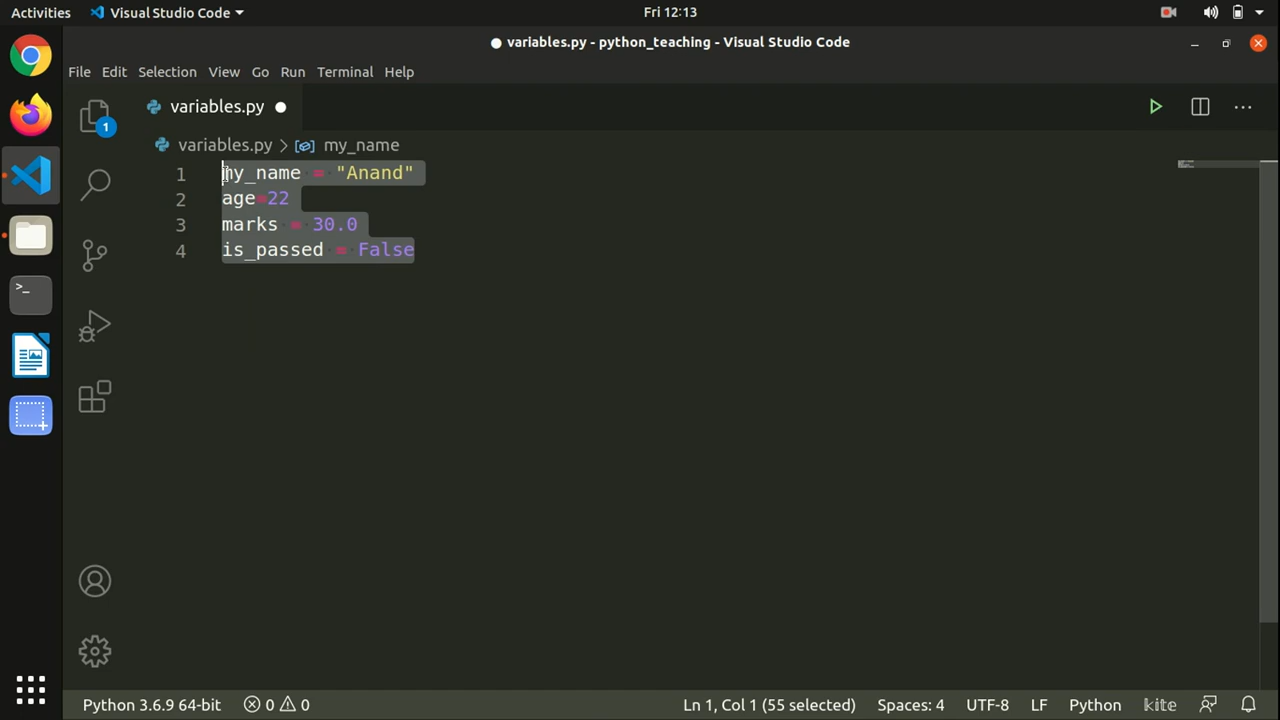 Activities Visual Studio Code Fri 12:13
variables.py - python_teaching - Visual Studio Code
File Edit Selection View Go Run Terminal Help
variables.py
1
variables.py > my_name
1 my_name = "Anand"
2 age=22
3 marks = 30.0
4 is_passed = False
Python 3.6.9 64-bit 0 0 Ln 1, Col 1 (55 selected) Spaces: 4 UTF-8 LF Python kite